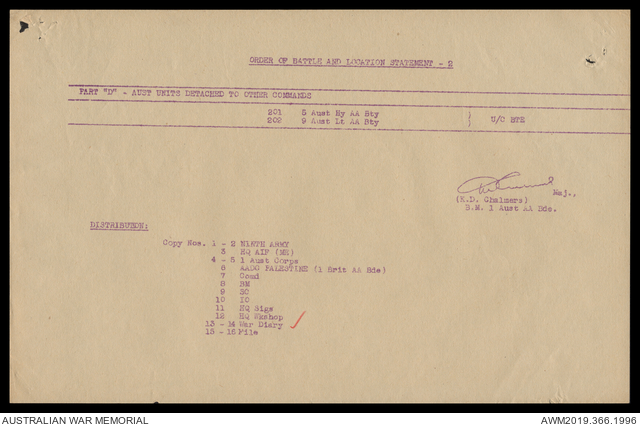 ORDER OF BATTLE AND LOCATION STATEMENT - 2
PART "D" - AUST UNITS DETACHED TO OTHER COMMANDS
201 3 Aust Hy AA Bty ) U/C BTE
202 9 Aust Lt AA Bty )
Maj.,
(K.D. Chalmers)
B.M. 1 Aust AA Bde.
DISTRIBUTION:
Copy Nos. 1 - 2 NINTH ARMY
3 HQ AIF (ME)
4 - 5 1 Aust Corps
6 AADC PALESTINE (1 Brit AA Bde)
7 Comd
8 BM
9 SC
10 IO
11 HQ Sigs
12 HQ Wkshop
13 - 14 War Diary
15 - 16 File
AUSTRALIAN WAR MEMORIAL
AWM2019.366.1996